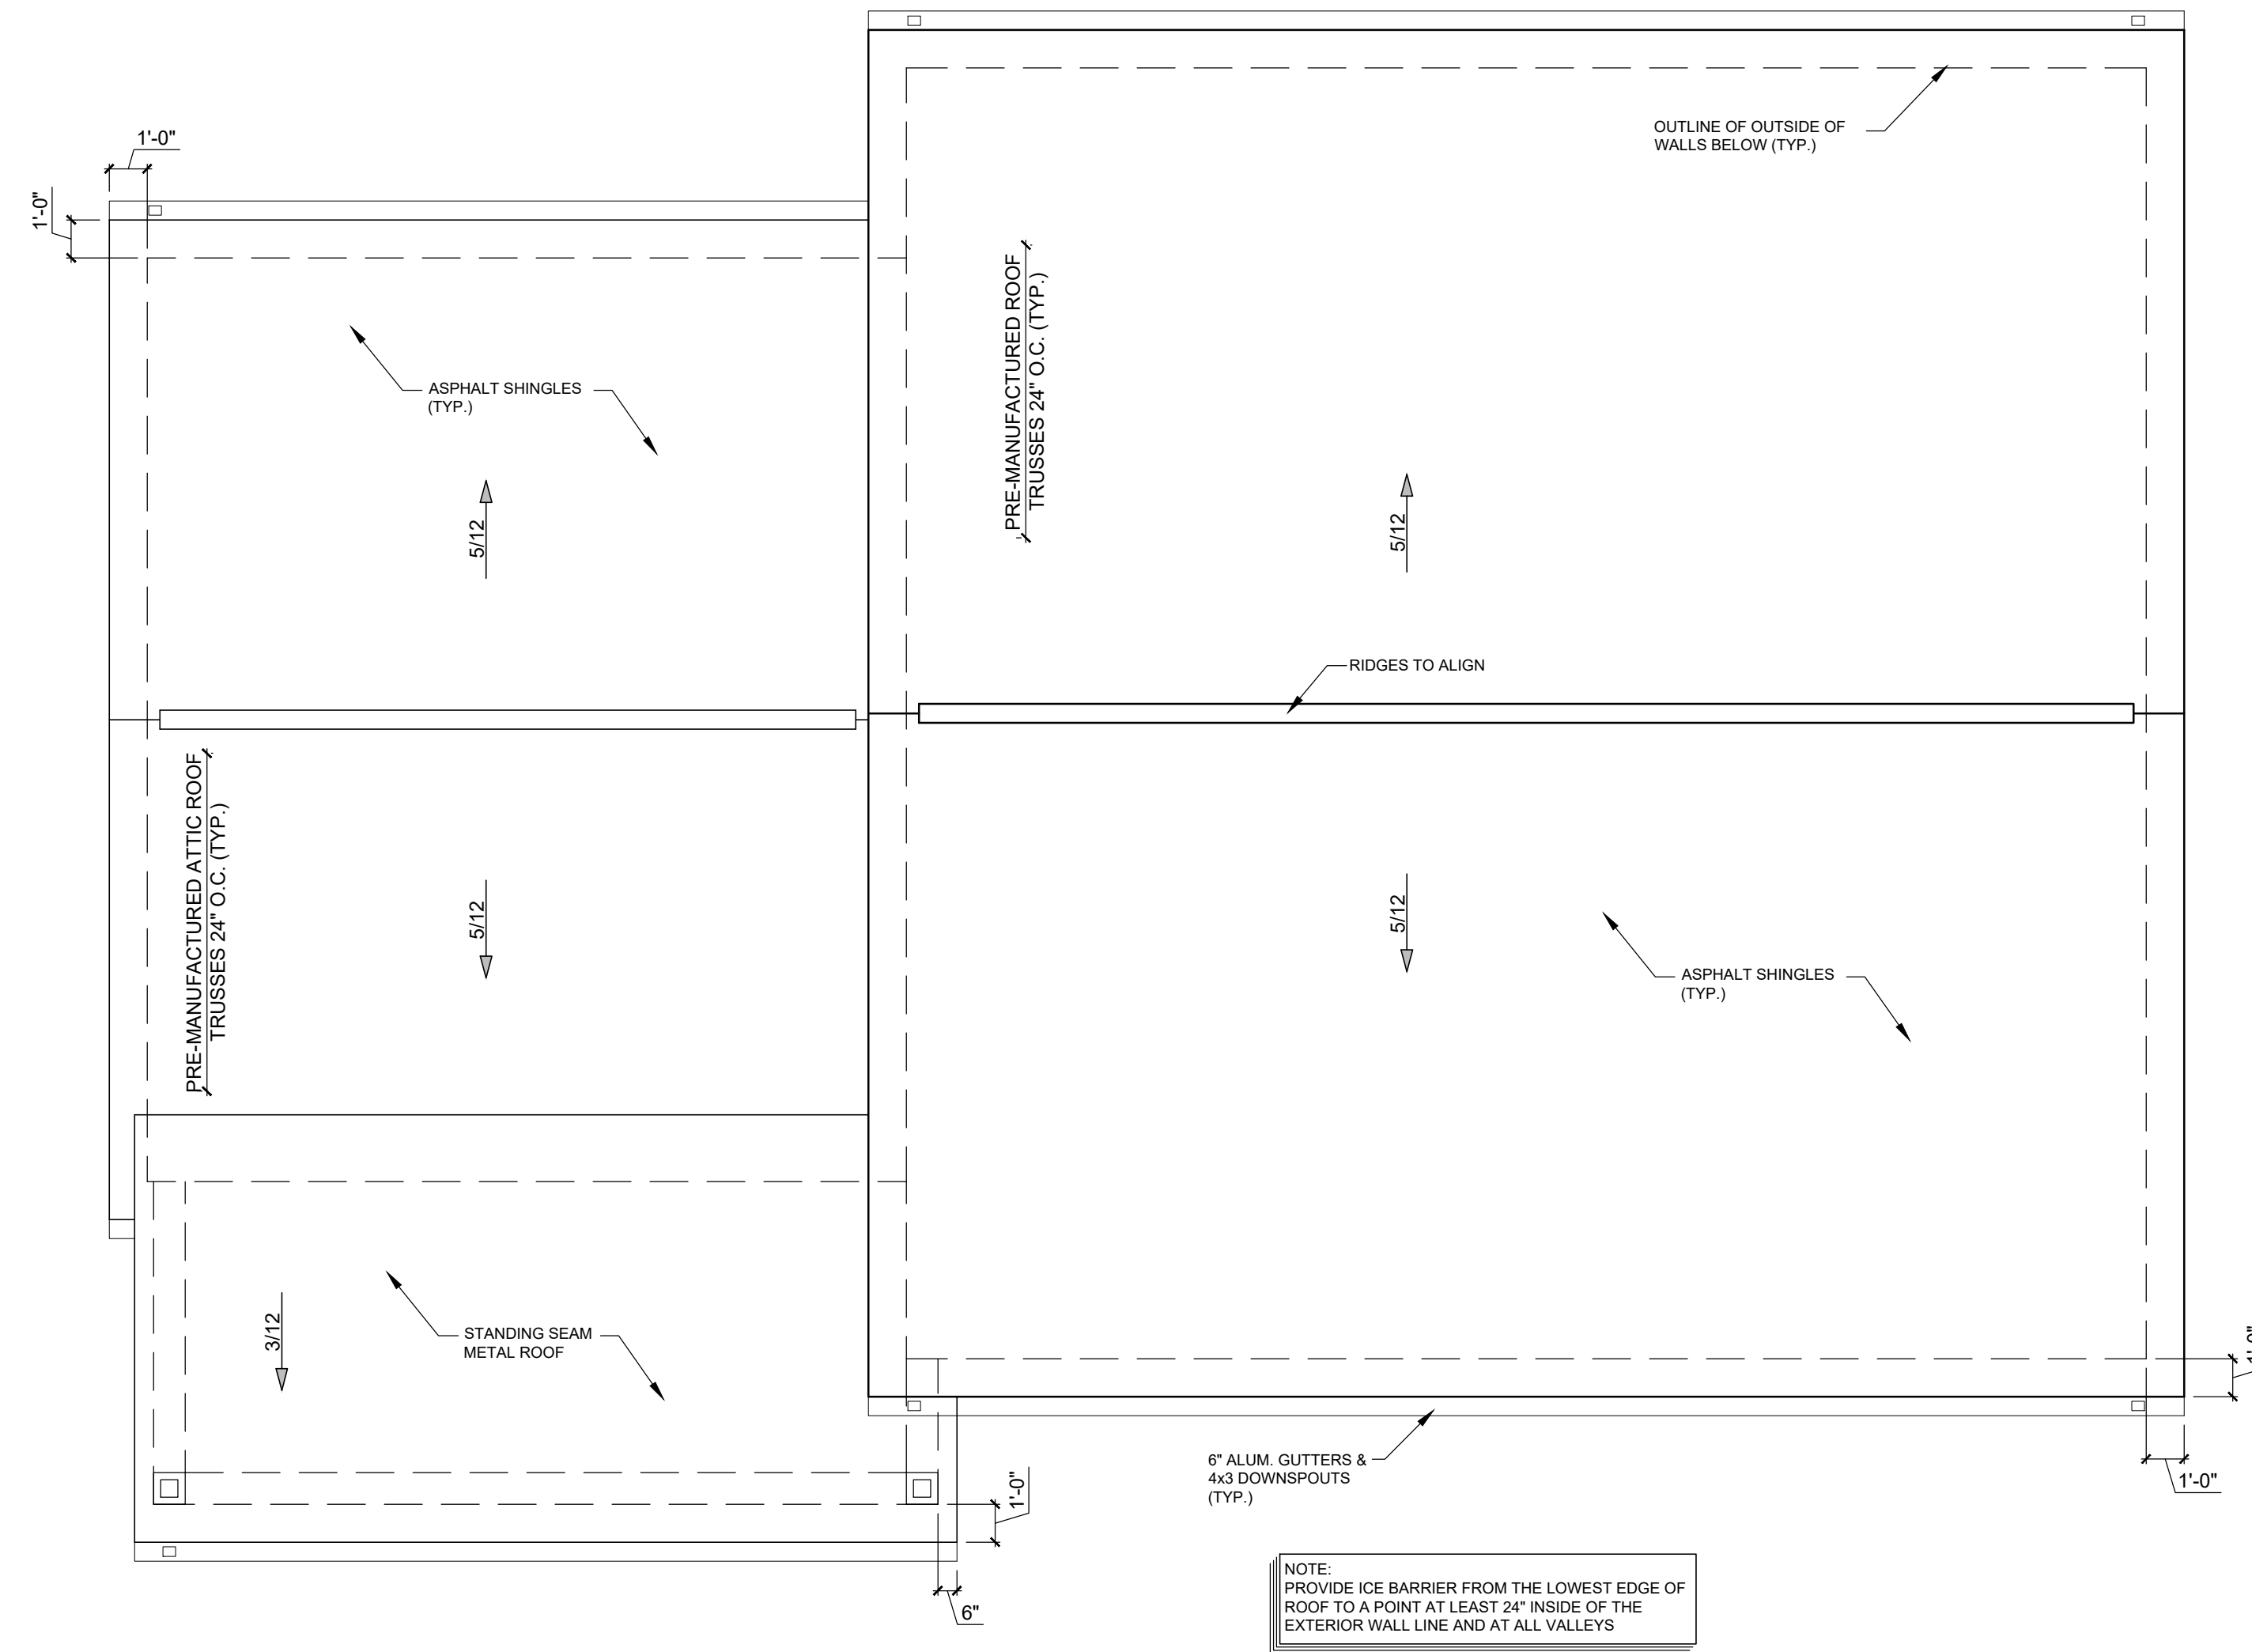 OUTLINE OF OUTSIDE OF
WALLS BELOW (TYP.)
1'-0"
1'-0"
PRE-MANUFACTURED ROOF
TRUSSES 24" O.C. (TYP.)
ASPHALT SHINGLES
(TYP.)
5/12
5/12
RIDGES TO ALIGN
PRE-MANUFACTURED ATTIC ROOF
TRUSSES 24" O.C. (TYP.)
5/12
5/12
ASPHALT SHINGLES
(TYP.)
3/12
STANDING SEAM
METAL ROOF
6" ALUM. GUTTERS &
4x3 DOWNSPOUTS
(TYP.)
1'-0"
1'-0"
6"
NOTE:
PROVIDE ICE BARRIER FROM THE LOWEST EDGE OF
ROOF TO A POINT AT LEAST 24" INSIDE OF THE
EXTERIOR WALL LINE AND AT ALL VALLEYS